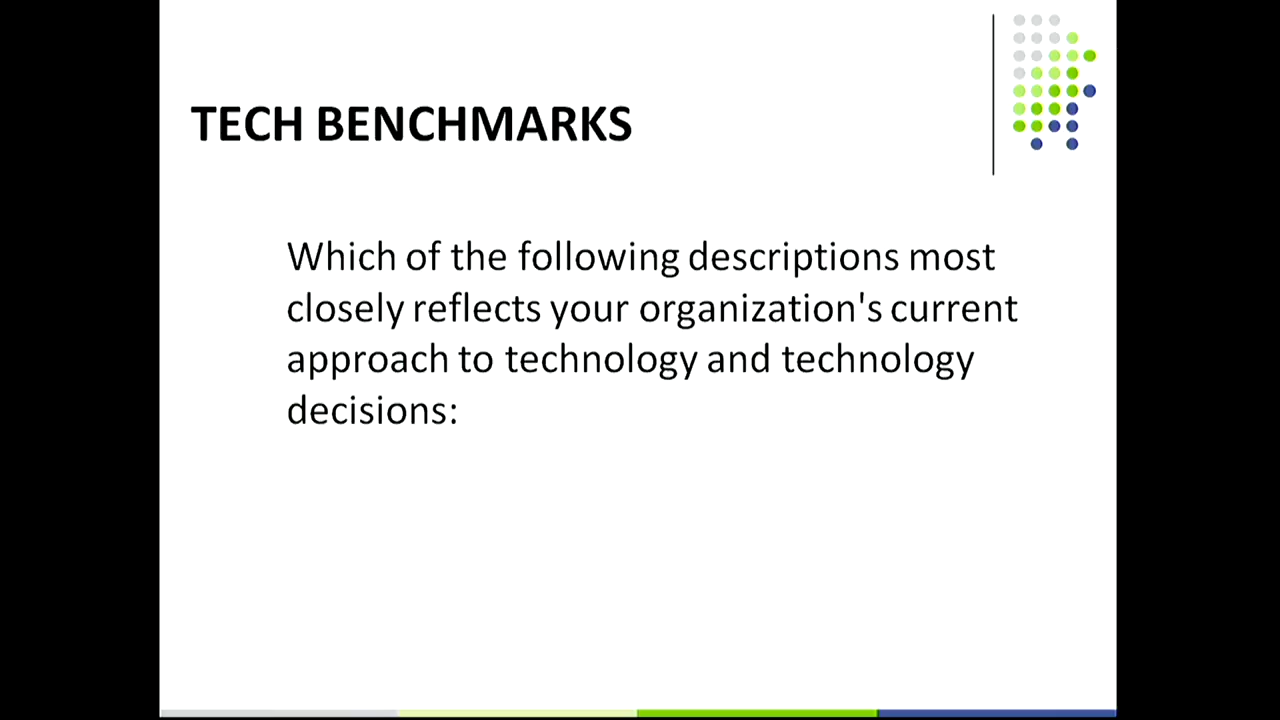 TECH BENCHMARKS
Which of the following descriptions most
closely reflects your organization's current
approach to technology and technology
decisions: